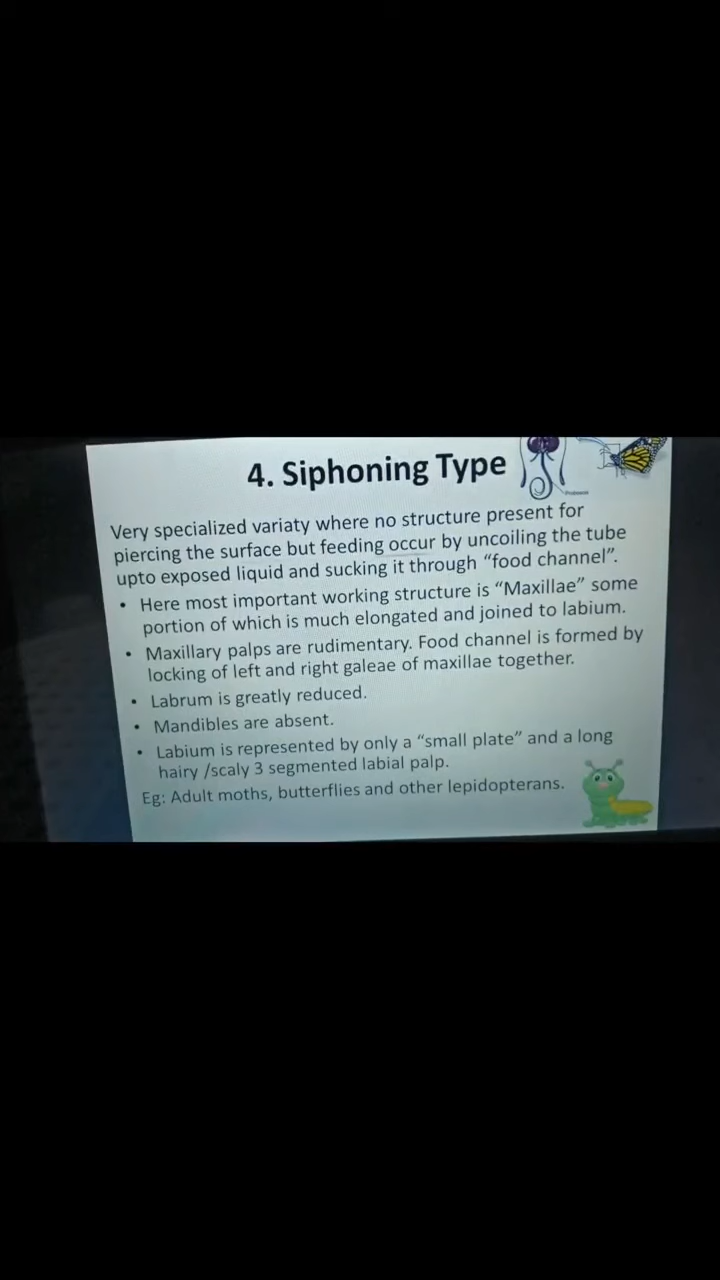 4. Siphoning Type
Proboscis
Very specialized variaty where no structure present for
piercing the surface but feeding occur by uncoiling the tube
upto exposed liquid and sucking it through “food channel”.
• Here most important working structure is “Maxillae” some
portion of which is much elongated and joined to labium.
• Maxillary palps are rudimentary. Food channel is formed by
locking of left and right galeae of maxillae together.
• Labrum is greatly reduced.
• Mandibles are absent.
• Labium is represented by only a “small plate” and a long
hairy /scaly 3 segmented labial palp.
Eg: Adult moths, butterflies and other lepidopterans.